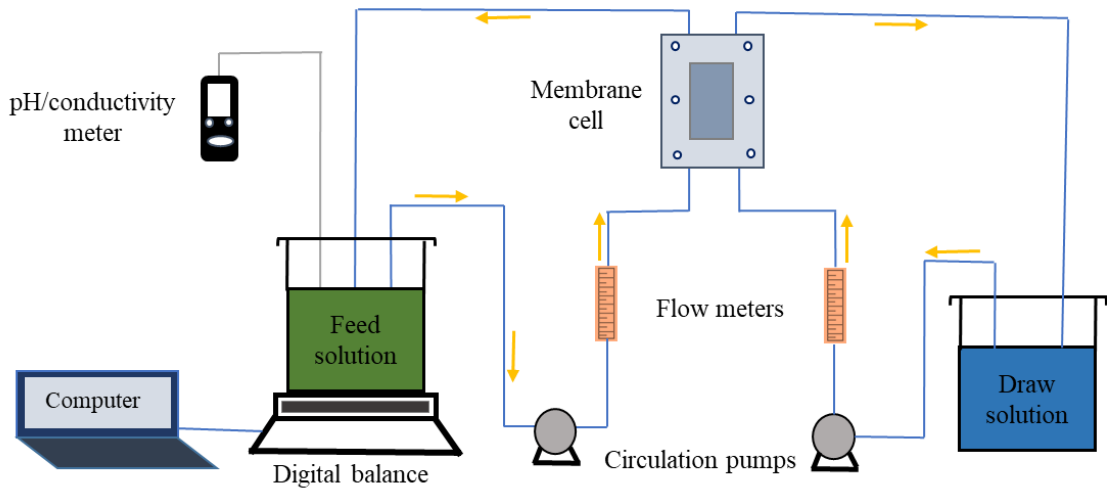 pH/conductivity
meter
Membrane
cell
Feed
solution
Flow meters
Computer
Draw
solution
Digital balance
Circulation pumps